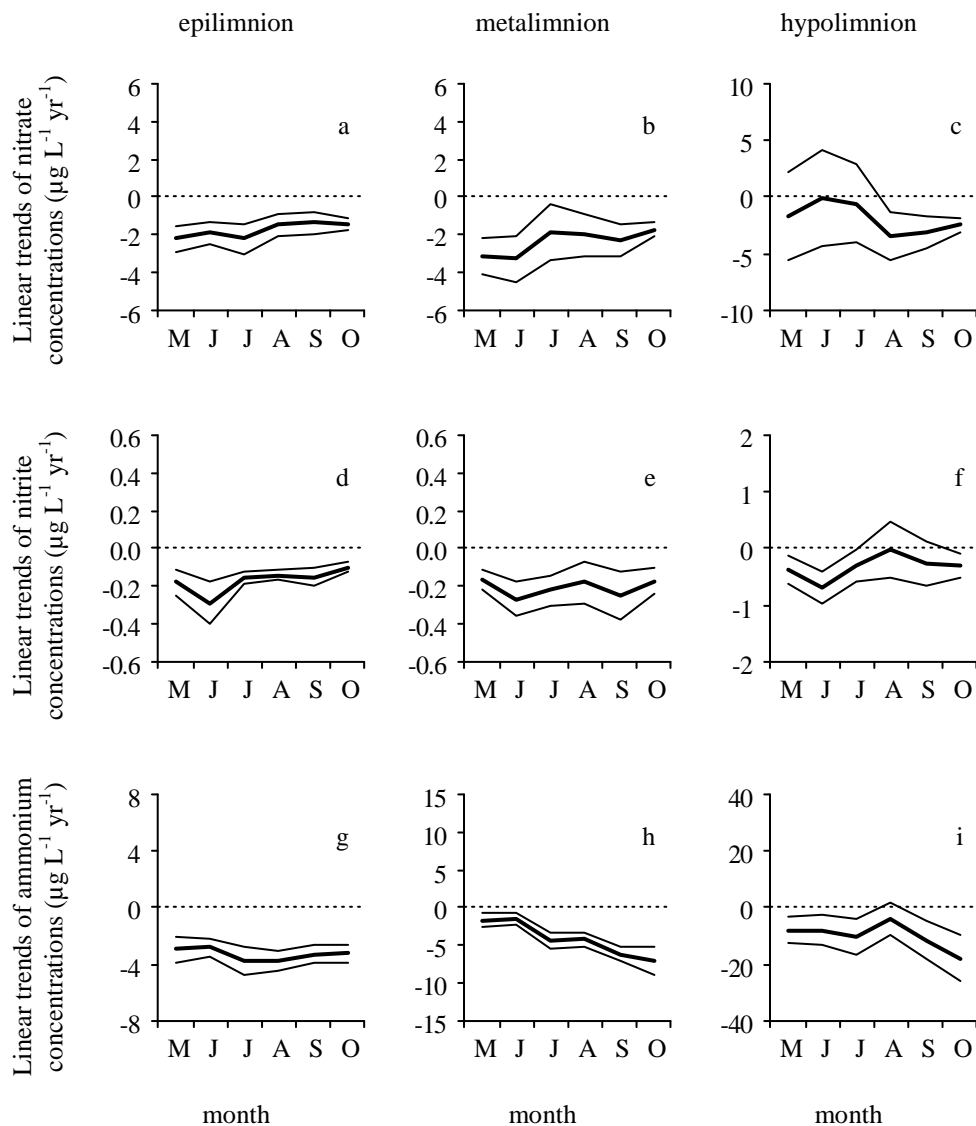 epilimnion metalimnion hypolimnion
Linear trends of nitrate
concentrations (µg L-1 yr-1)
6 4 2 0 -2 -4 -6
a
M J J A S O
6 4 2 0 -2 -4 -6
b
M J J A S O
10 5 0 -5 -10
c
M J J A S O
Linear trends of nitrite
concentrations (µg L-1 yr-1)
0.6 0.4 0.2 0.0 -0.2 -0.4 -0.6
d
M J J A S O
0.6 0.4 0.2 0.0 -0.2 -0.4 -0.6
e
M J J A S O
2 1 0 -1 -2
f
M J J A S O
Linear trends of ammonium
concentrations (µg L-1 yr-1)
8 4 0 -4 -8
g
M J J A S O
15 10 5 0 -5 -10 -15
h
M J J A S O
40 20 0 -20 -40
i
M J J A S O
month month month